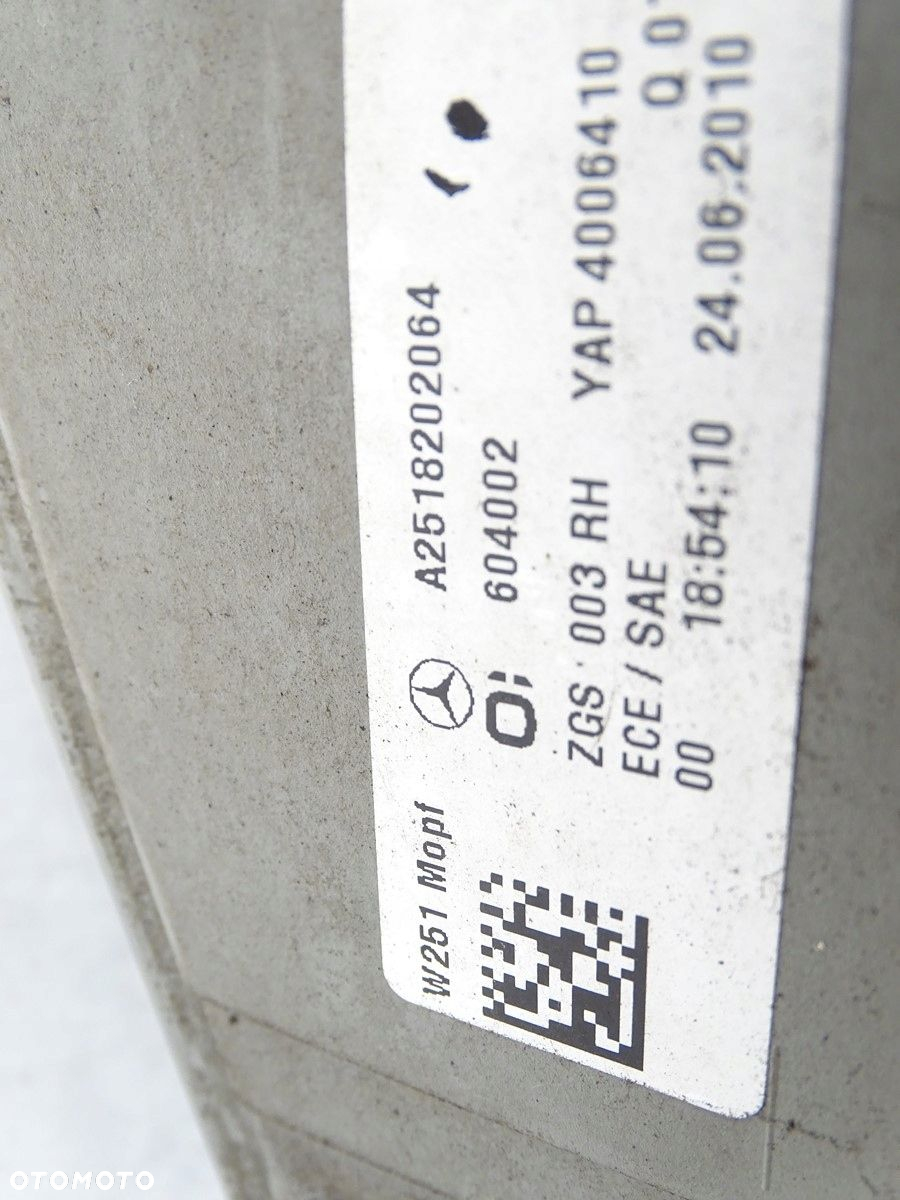 W251 Mopf A2518202064
604002
ZGS 003 RH YAP 4006410
ECE / SAE Q 0
00 18:54:10 24.06.2010
OTOMOTO